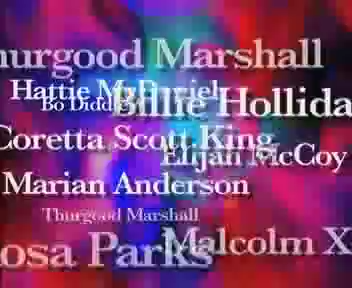 hurgood Marshall
Hattie McDaniel
Bo Diddley
Billie Hollida
Coretta Scott King
Elijah McCoy
Marian Anderson
Thurgood Marshall
osa Parks
Malcolm X